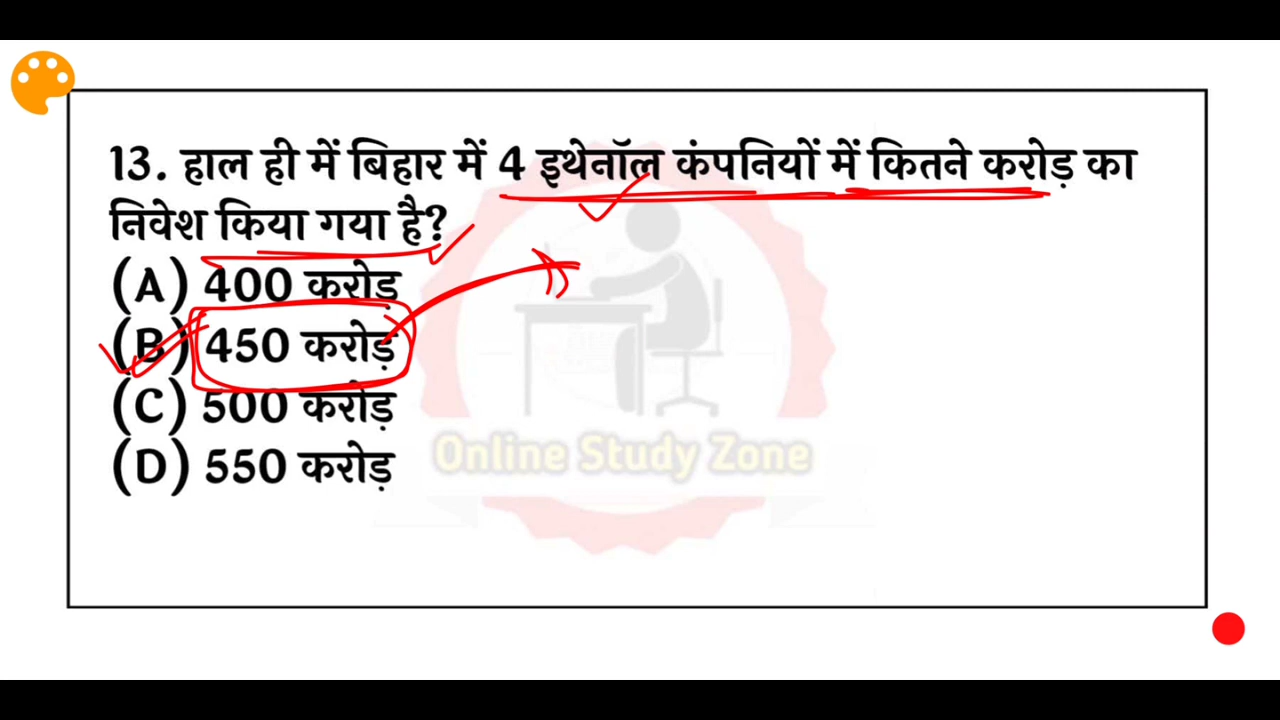 13. हाल ही में बिहार में 4 इथेनॉल कंपनियों में कितने करोड़ का
निवेश किया गया है?
(A) 400 करोड़
(B) 450 करोड़
(C) 500 करोड़
(D) 550 करोड़
Online Study Zone